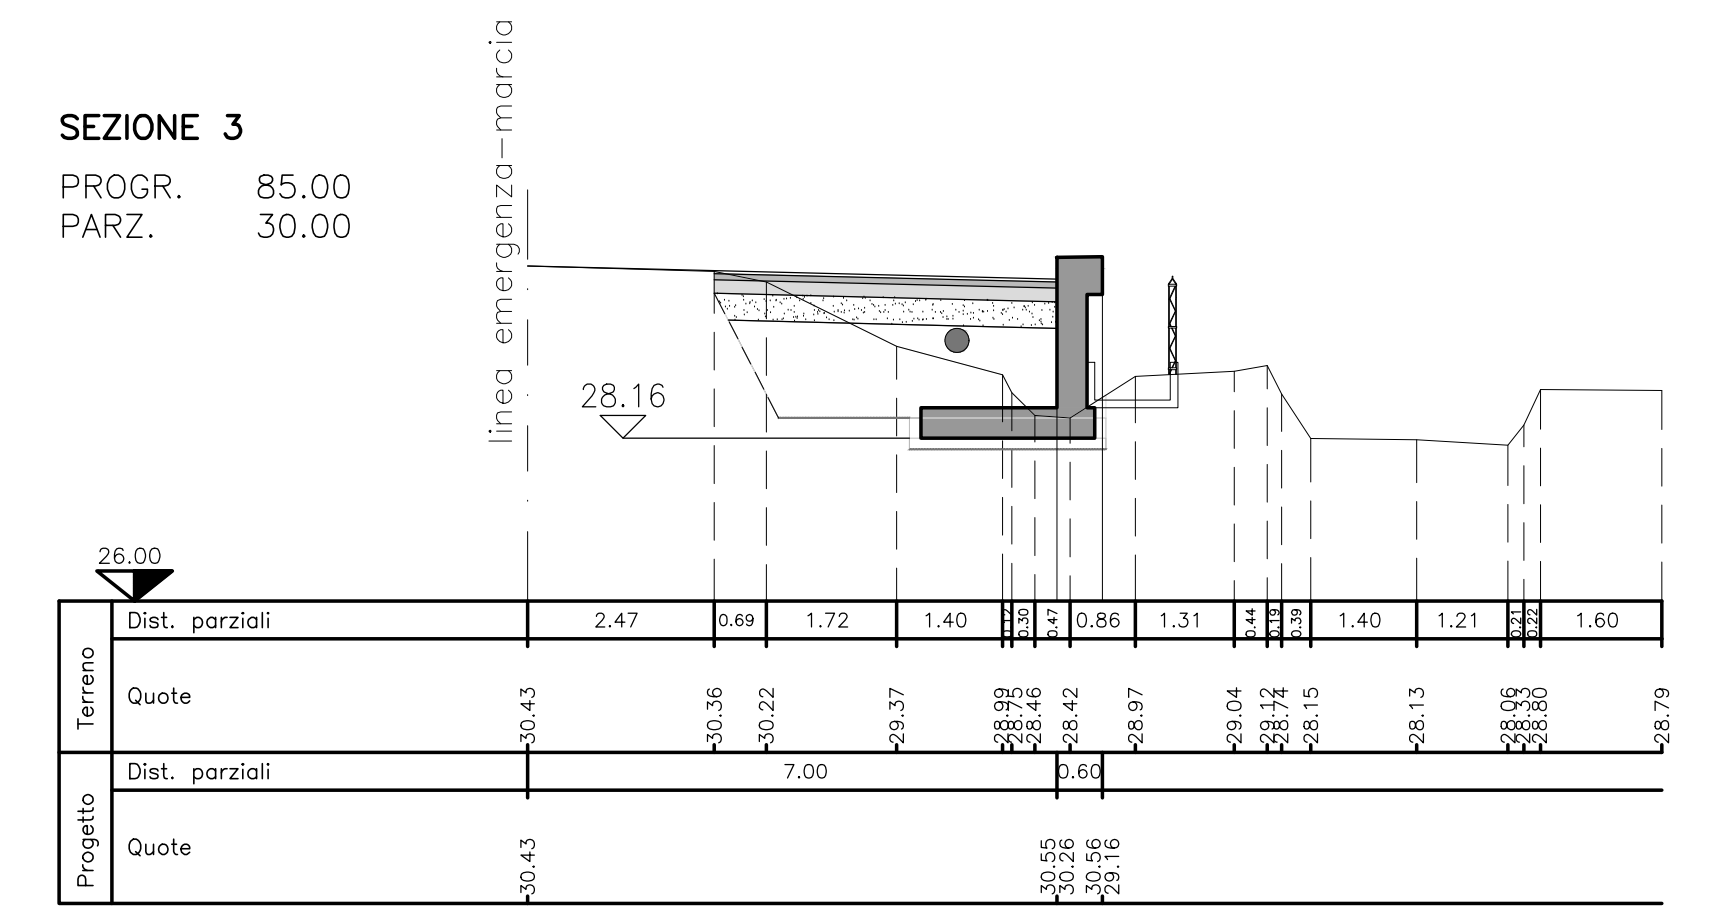 linea emergenza-marcia
SEZIONE 3
PROGR. 85.00
PARZ. 30.00
28.16
26.00
Terreno
Dist. parziali 2.47 0.69 1.72 1.40 0.12 0.30 0.47 0.86 1.31 0.44 0.19 0.39 1.40 1.21 0.21 0.22 1.60
Quote 30.43 30.36 30.22 29.37 28.99 28.75 28.46 28.42 28.97 29.04 29.12 28.74 28.15 28.13 28.06 28.33 28.80 28.79
Progetto
Dist. parziali 7.00 0.60
Quote 30.43 30.55 30.26 30.56 29.16